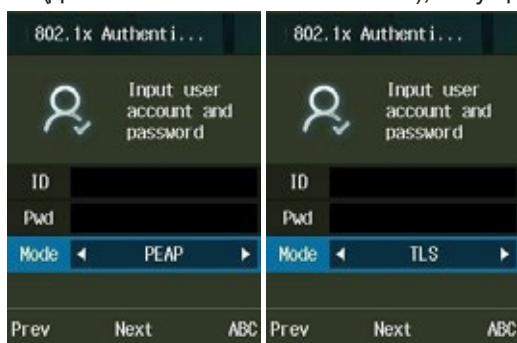 802.1x Authenti...
Input user
account and
password
ID
Pwd
Mode ◄ PEAP ►
Prev Next ABC
802.1x Authenti...
Input user
account and
password
ID
Pwd
Mode ◄ TLS ►
Prev Next ABC